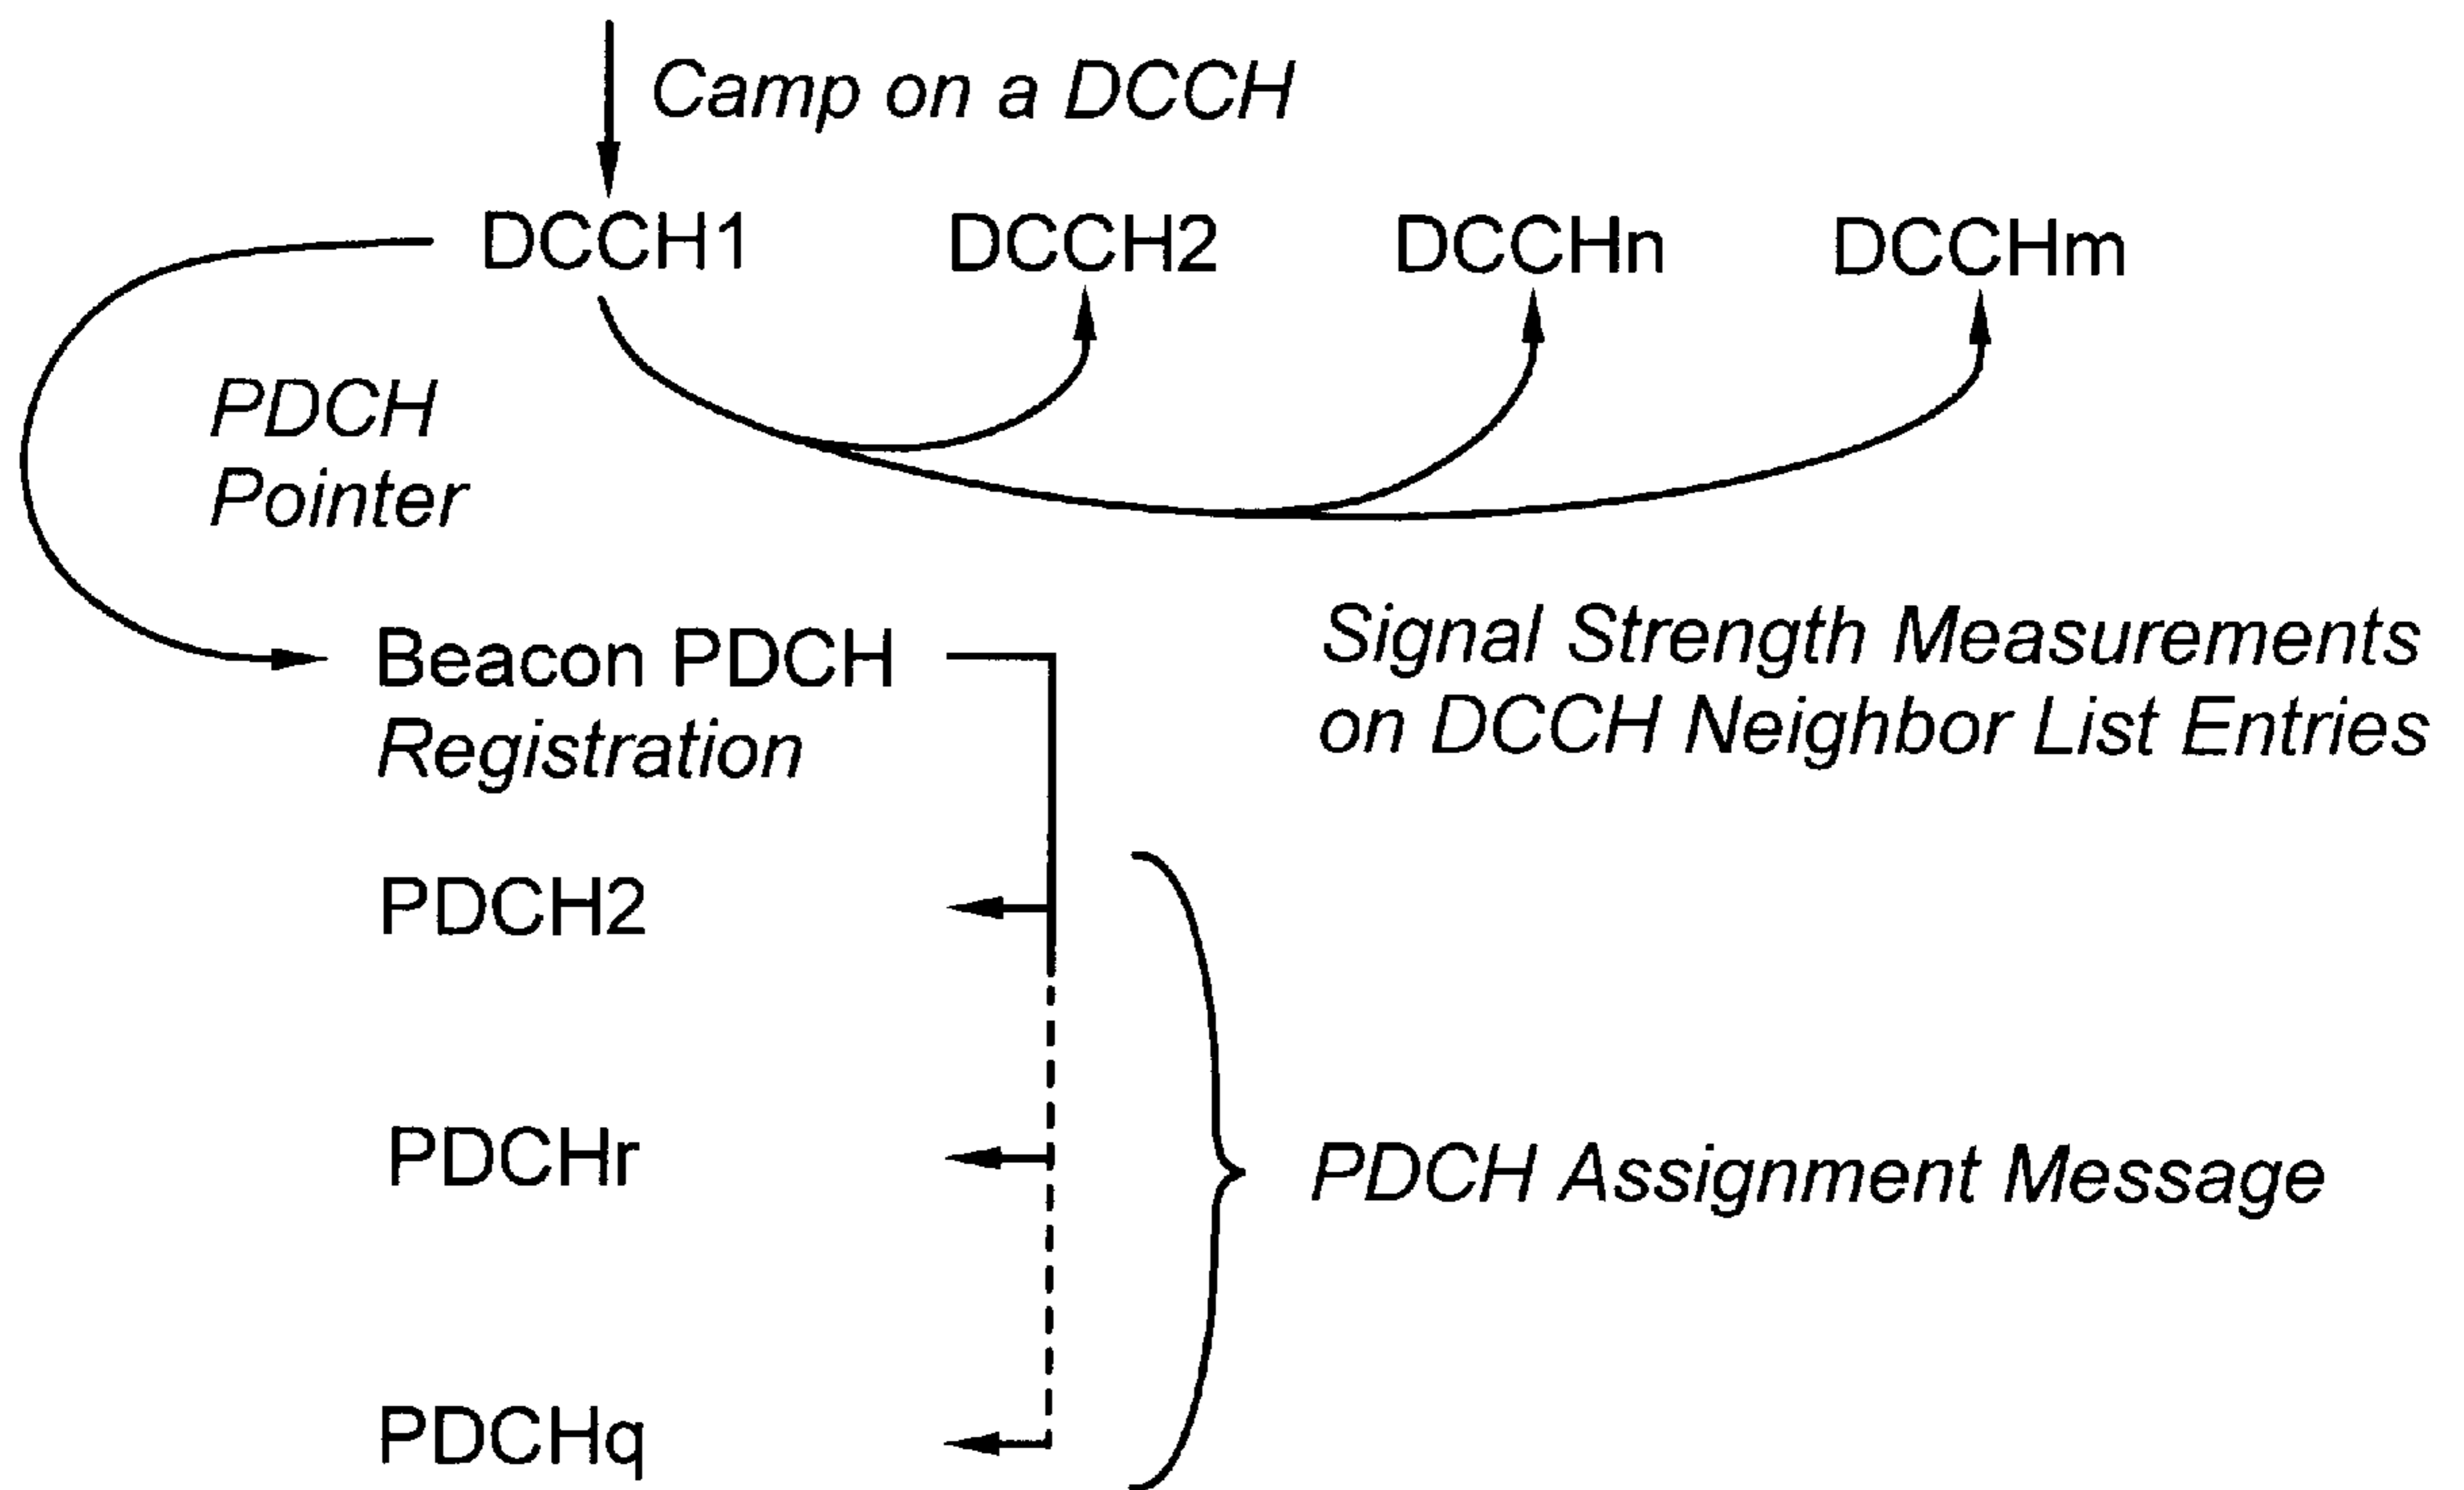 Camp on a DCCH
DCCH1 DCCH2 DCCHn DCCHm
PDCH
Pointer
Beacon PDCH
Registration
Signal Strength Measurements
on DCCH Neighbor List Entries
PDCH2
PDCHr
PDCH Assignment Message
PDCHq